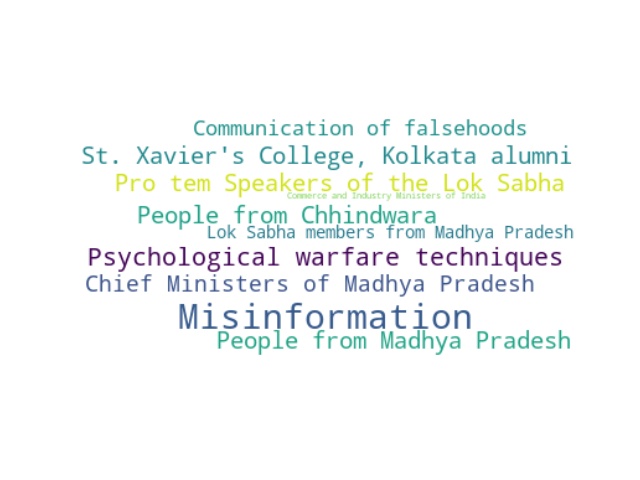 Communication of falsehoods
St. Xavier's College, Kolkata alumni
Pro tem Speakers of the Lok Sabha
Commerce and Industry Ministers of India
People from Chhindwara
Lok Sabha members from Madhya Pradesh
Psychological warfare techniques
Chief Ministers of Madhya Pradesh
Misinformation
People from Madhya Pradesh